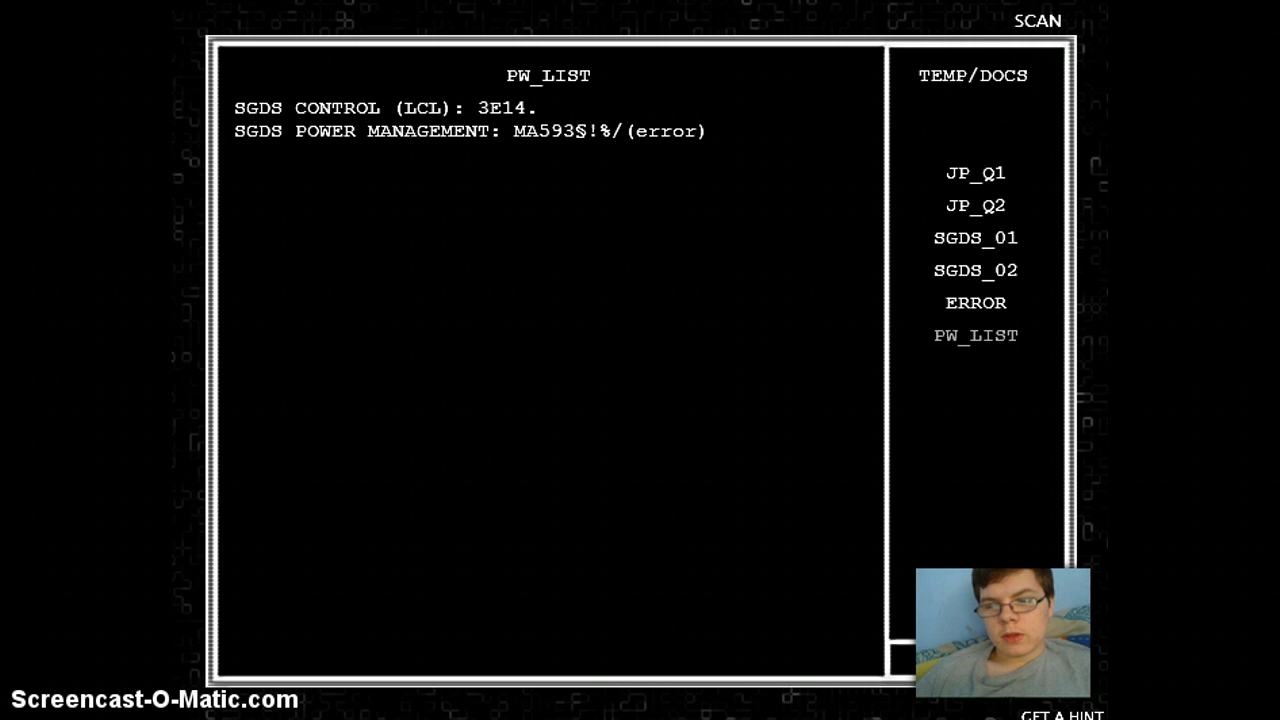 SCAN
PW_LIST
SGDS CONTROL (LCL): 3E14.
SGDS POWER MANAGEMENT: MA593§!%/(error)
TEMP/DOCS
JP_Q1
JP_Q2
SGDS_01
SGDS_02
ERROR
PW_LIST
Screencast-O-Matic.com
GET A HINT